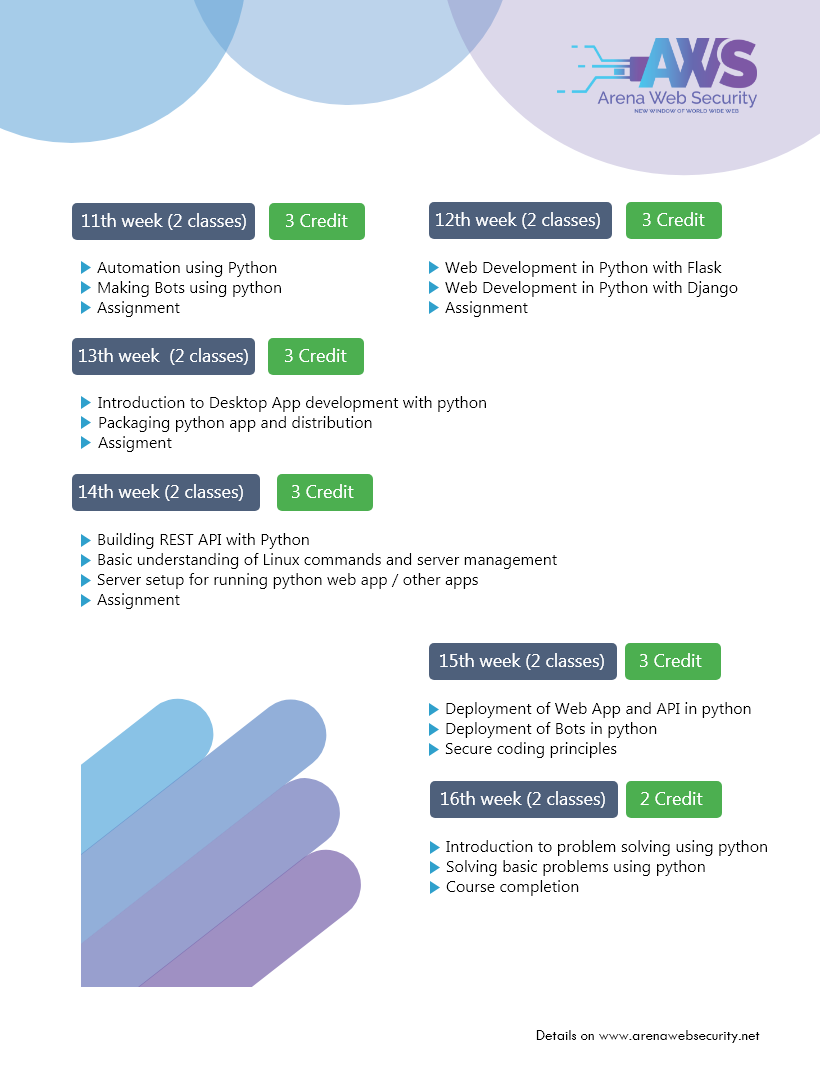 AWS
Arena Web Security
NEW WINDOW OF WORLD WIDE WEB
11th week (2 classes)
3 Credit
Automation using Python
Making Bots using python
Assignment
12th week (2 classes)
3 Credit
Web Development in Python with Flask
Web Development in Python with Django
Assignment
13th week  (2 classes)
3 Credit
Introduction to Desktop App development with python
Packaging python app and distribution
Assigment
14th week (2 classes)
3 Credit
Building REST API with Python
Basic understanding of Linux commands and server management
Server setup for running python web app / other apps
Assignment
15th week (2 classes)
3 Credit
Deployment of Web App and API in python
Deployment of Bots in python
Secure coding principles
16th week (2 classes)
2 Credit
Introduction to problem solving using python
Solving basic problems using python
Course completion
Details on www.arenawebsecurity.net